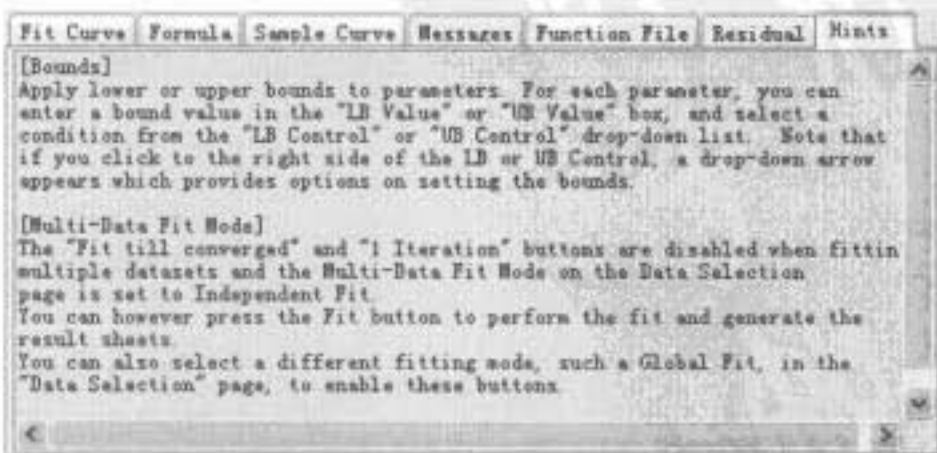 Fit Curve Formula Sample Curve Messages Function File Residual Hints
[Bounds]
Apply lower or upper bounds to parameters. For each parameter, you can
enter a bound value in the "LB Value" or "UB Value" box, and select a
condition from the "LB Control" or "UB Control" drop-down list. Note that
if you click to the right side of the LB or UB Control, a drop-down arrow
appears which provides options on setting the bounds.
[Multi-Data Fit Mode]
The "Fit till converged" and "1 Iteration" buttons are disabled when fittin
multiple datasets and the Multi-Data Fit Mode on the Data Selection
page is set to Independent Fit.
You can however press the Fit button to perform the fit and generate the
result sheets.
You can also select a different fitting mode, such a Global Fit, in the
"Data Selection" page, to enable these buttons.